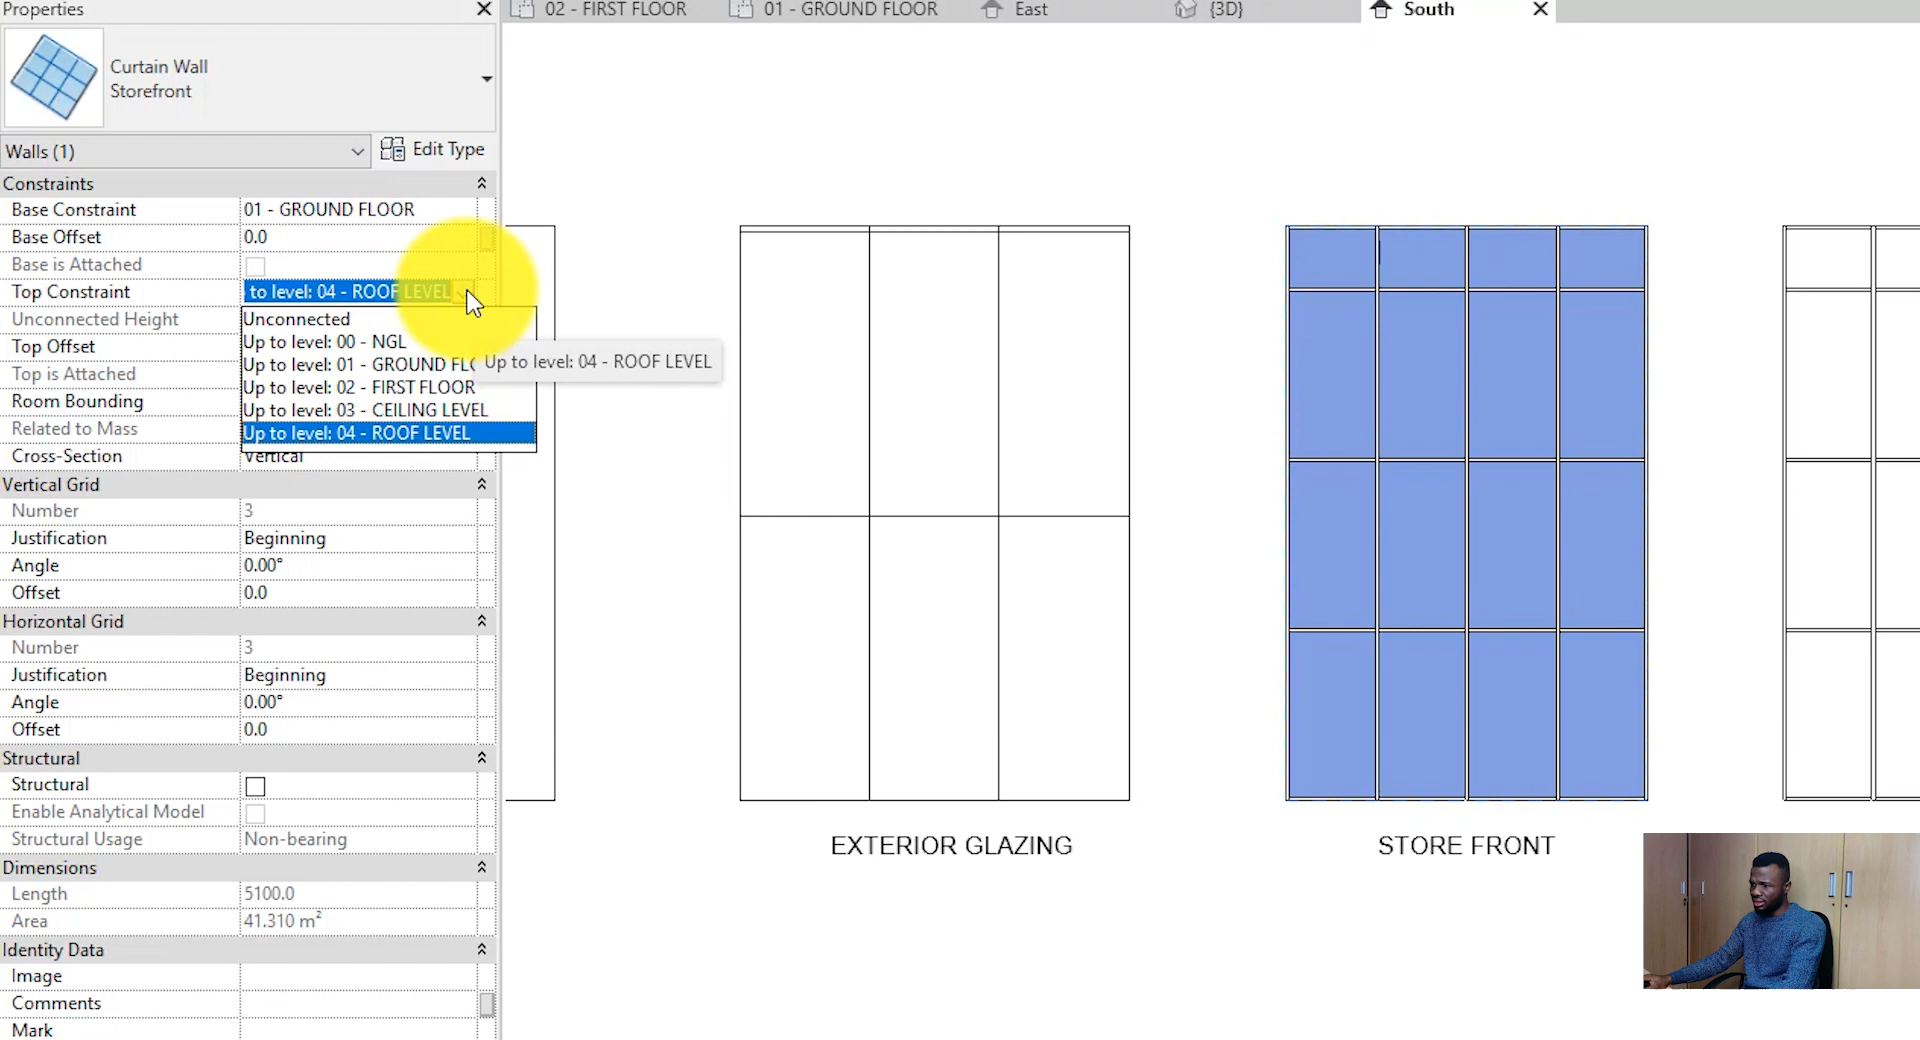 Properties
02 - FIRST FLOOR
01 - GROUND FLOOR
East
{3D}
South
Curtain Wall
Storefront
Walls (1)
Edit Type
Constraints
Base Constraint 01 - GROUND FLOOR
Base Offset 0.0
Base is Attached
Top Constraint to level: 04 - ROOF LEVEL
Unconnected Height Unconnected
Up to level: 00 - NGL
Top Offset
Up to level: 01 - GROUND FLO
Up to level: 04 - ROOF LEVEL
Top is Attached
Up to level: 02 - FIRST FLOOR
Room Bounding
Up to level: 03 - CEILING LEVEL
Related to Mass
Up to level: 04 - ROOF LEVEL
Cross-Section Vertical
Vertical Grid
Number 3
Justification Beginning
Angle 0.00°
Offset 0.0
Horizontal Grid
Number 3
Justification Beginning
Angle 0.00°
Offset 0.0
Structural
Structural
Enable Analytical Model
Structural Usage Non-bearing
Dimensions
Length 5100.0
Area 41.310 m²
Identity Data
Image
Comments
Mark
EXTERIOR GLAZING
STORE FRONT